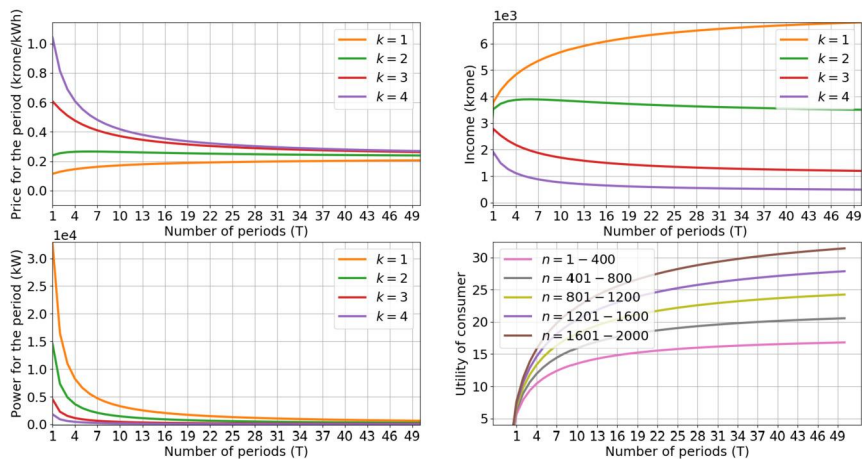 Price for the period (krone/kWh)
1.0
0.8
0.6
0.4
0.2
0.0
k = 1
k = 2
k = 3
k = 4
1 4 7 10 13 16 19 22 25 28 31 34 37 40 43 46 49
Number of periods (T)
1e3
Income (krone)
6
5
4
3
2
1
0
k = 1
k = 2
k = 3
k = 4
1 4 7 10 13 16 19 22 25 28 31 34 37 40 43 46 49
Number of periods (T)
1e4
Power for the period (kW)
3.0
2.5
2.0
1.5
1.0
0.5
0.0
k = 1
k = 2
k = 3
k = 4
1 4 7 10 13 16 19 22 25 28 31 34 37 40 43 46 49
Number of periods (T)
Utility of consumer
30
25
20
15
10
5
n = 1 − 400
n = 401 − 800
n = 801 − 1200
n = 1201 − 1600
n = 1601 − 2000
1 4 7 10 13 16 19 22 25 28 31 34 37 40 43 46 49
Number of periods (T)